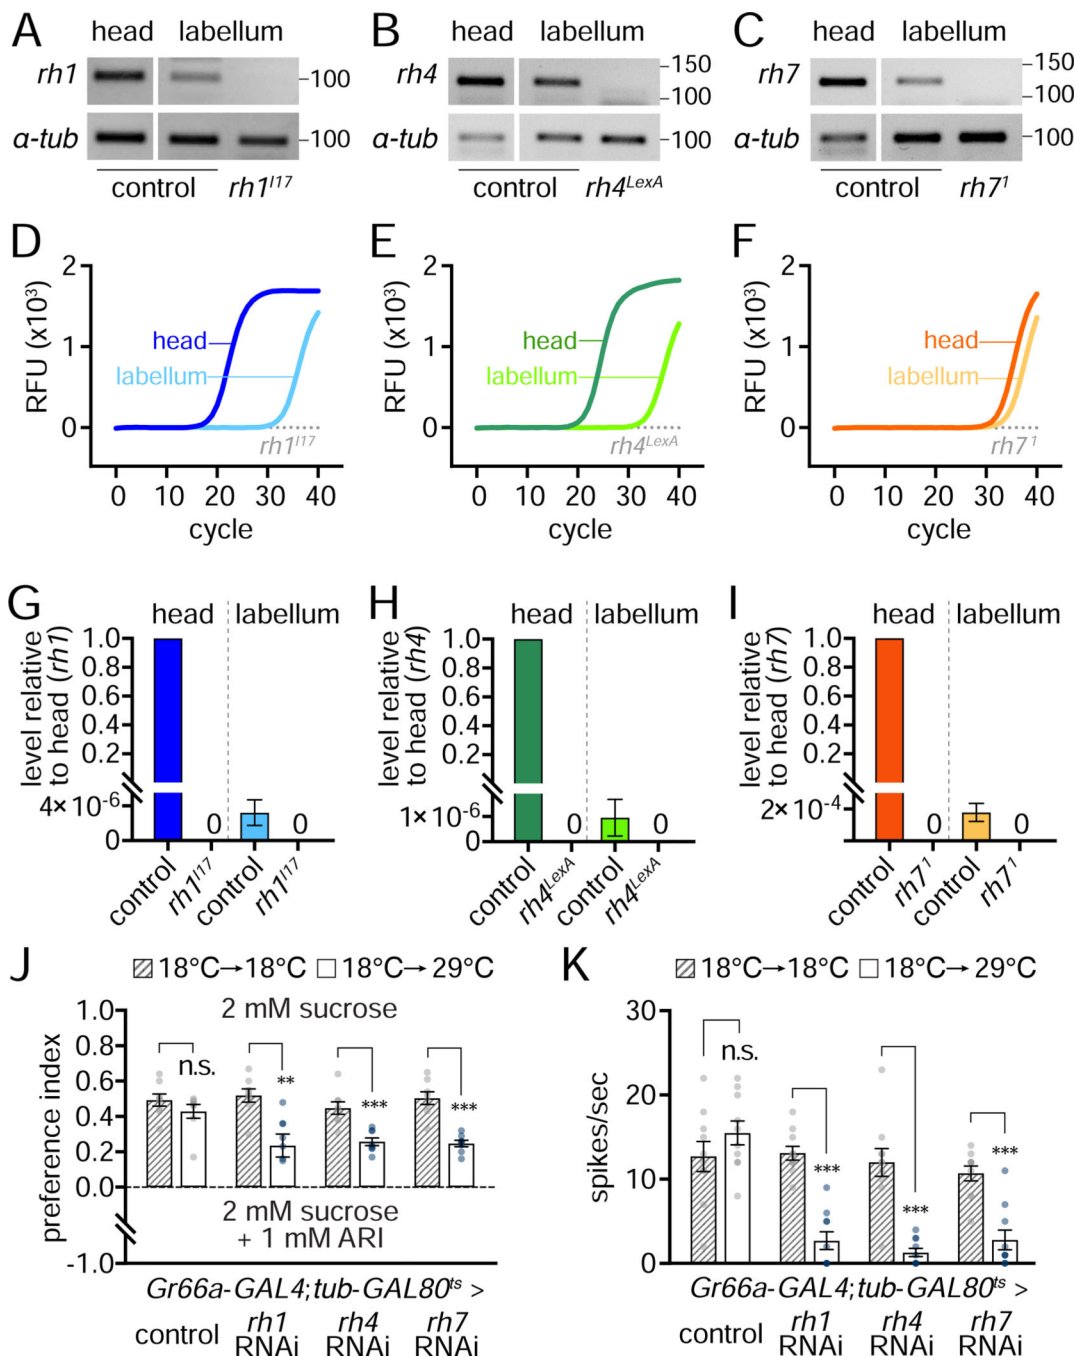 A head labellum
rh1 -100
α-tub -100
control rh1^I17
B head labellum
rh4 -150 -100
α-tub -100
control rh4^LexA
C head labellum
rh7 -150 -100
α-tub -100
control rh7^1
D
RFU (x10³)
2
1
0
head
labellum
rh1^I17
0 10 20 30 40
cycle
E
RFU (x10³)
2
1
0
head
labellum
rh4^LexA
0 10 20 30 40
cycle
F
RFU (x10³)
2
1
0
head
labellum
rh7^1
0 10 20 30 40
cycle
G head labellum
level relative
to head (rh1)
1.0
0.8
0.6
0.4
0.2
4×10^-6
0
0 0
control rh1^I17 control rh1^I17
H head labellum
level relative
to head (rh4)
1.0
0.8
0.6
0.4
0.2
1×10^-6
0
0 0
control rh4^LexA control rh4^LexA
I head labellum
level relative
to head (rh7)
1.0
0.8
0.6
0.4
0.2
2×10^-4
0
0 0
control rh7^1 control rh7^1
J 18°C→18°C 18°C→29°C
preference index
1.0
0.8
0.6
0.4
0.2
0.0
-1.0
2 mM sucrose
n.s. ** *** ***
2 mM sucrose
+ 1 mM ARI
Gr66a-GAL4;tub-GAL80^ts >
control rh1 RNAi rh4 RNAi rh7 RNAi
K 18°C→18°C 18°C→29°C
spikes/sec
30
20
10
0
n.s. *** *** ***
Gr66a-GAL4;tub-GAL80^ts >
control rh1 RNAi rh4 RNAi rh7 RNAi